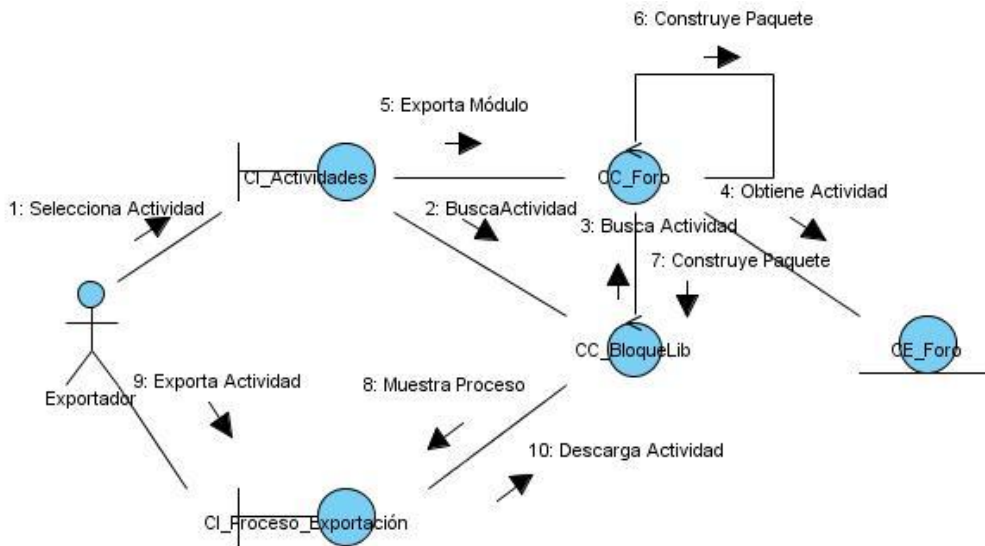 6: Construye Paquete
5: Exporta Módulo
CI_Actividades
CC_Foro
4: Obtiene Actividad
1: Selecciona Actividad
2: BuscaActividad
3: Busca Actividad
7: Construye Paquete
CC_BloqueLib
CE_Foro
Exportador
9: Exporta Actividad
8: Muestra Proceso
10: Descarga Actividad
CI_Proceso_Exportación